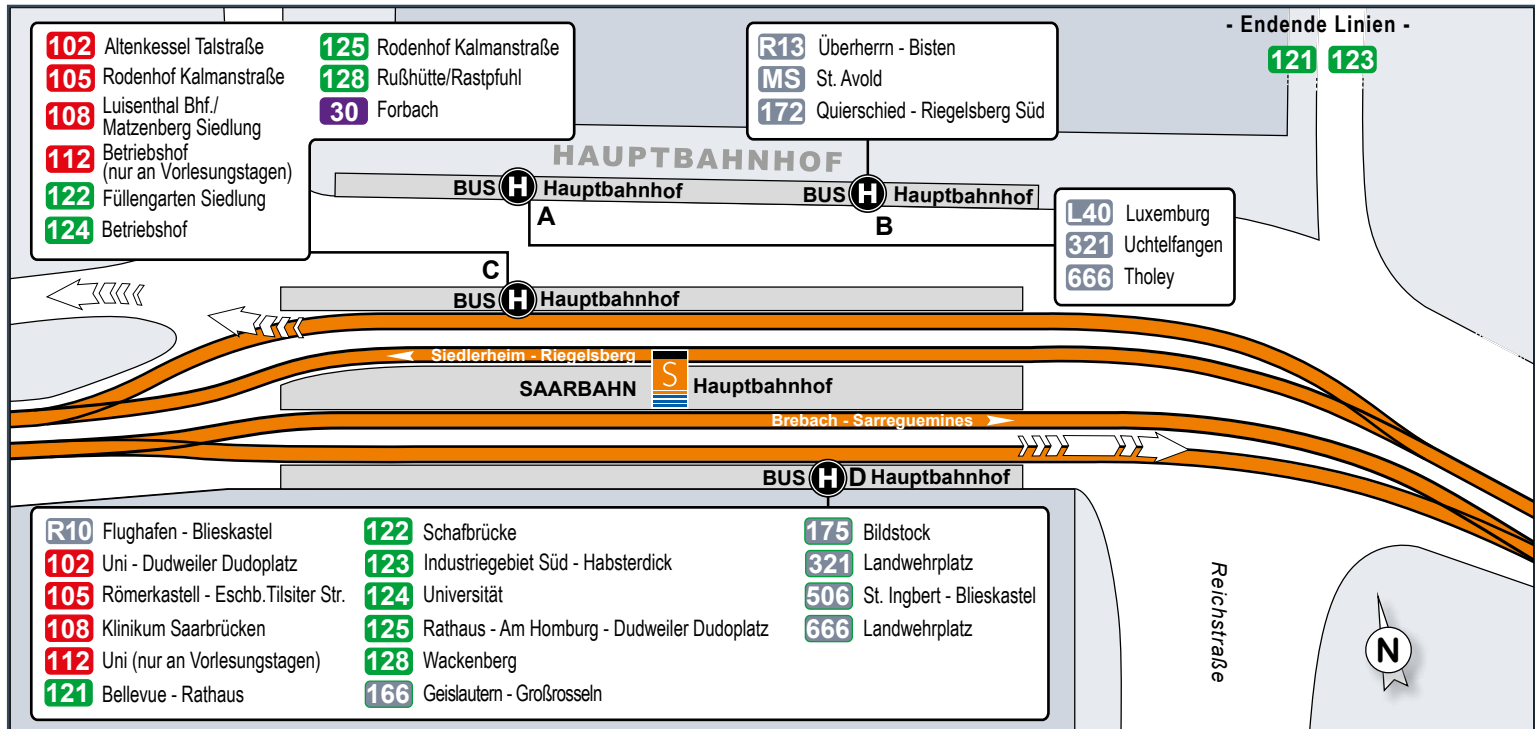 102 Altenkessel Talstraße
105 Rodenhof Kalmanstraße
108 Luisenthal Bhf./
Matzenberg Siedlung
112 Betriebshof
(nur an Vorlesungstagen)
122 Füllengarten Siedlung
124 Betriebshof
125 Rodenhof Kalmanstraße
128 Rußhütte/Rastpfuhl
30 Forbach
R13 Überherrn - Bisten
MS St. Avold
172 Quierschied - Riegelsberg Süd
- Endende Linien -
121 123
HAUPTBAHNHOF
BUS H Hauptbahnhof
A
BUS H Hauptbahnhof
B
L40 Luxemburg
321 Uchtelfangen
666 Tholey
C
BUS H Hauptbahnhof
Siedlerheim - Riegelsberg
SAARBAHN S Hauptbahnhof
Brebach - Sarreguemines
BUS H D Hauptbahnhof
R10 Flughafen - Blieskastel
102 Uni - Dudweiler Dudoplatz
105 Römerkastell - Eschb.Tilsiter Str.
108 Klinikum Saarbrücken
112 Uni (nur an Vorlesungstagen)
121 Bellevue - Rathaus
122 Schafbrücke
123 Industriegebiet Süd - Habsterdick
124 Universität
125 Rathaus - Am Homburg - Dudweiler Dudoplatz
128 Wackenberg
166 Geislautern - Großrosseln
175 Bildstock
321 Landwehrplatz
506 St. Ingbert - Blieskastel
666 Landwehrplatz
Reichstraße
N